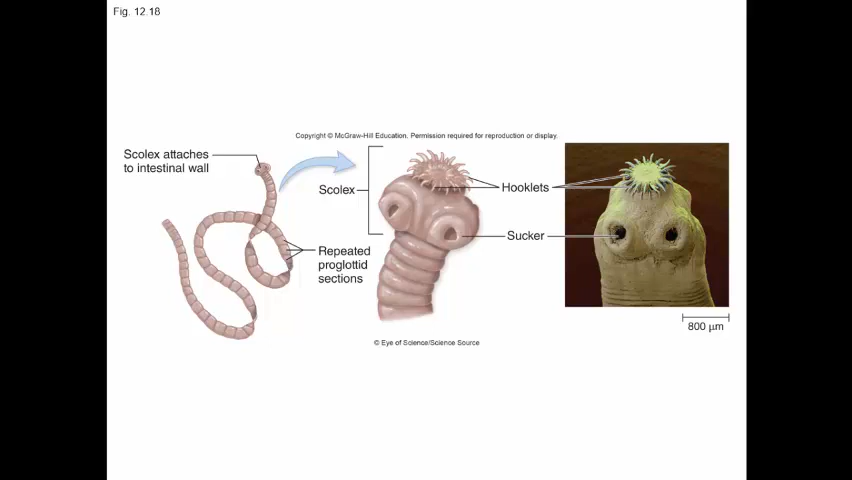 Fig. 12.18
Copyright © McGraw-Hill Education. Permission required for reproduction or display.
Scolex attaches
to intestinal wall
Scolex
Hooklets
Sucker
Repeated
proglottid
sections
800 µm
© Eye of Science/Science Source